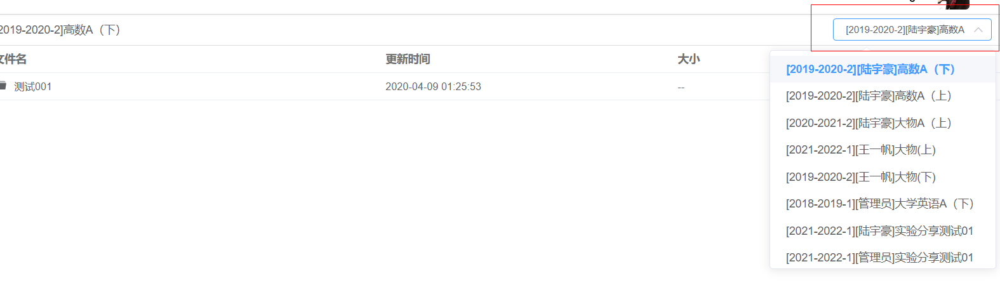 2019-2020-2]高数A（下）
[2019-2020-2][陆宇豪]高数A
文件名 更新时间 大小
测试001 2020-04-09 01:25:53 --
[2019-2020-2][陆宇豪]高数A（下）
[2019-2020-2][陆宇豪]高数A（上）
[2020-2021-2][陆宇豪]大物A（上）
[2021-2022-1][王一帆]大物(上)
[2019-2020-2][王一帆]大物(下)
[2018-2019-1][管理员]大学英语A（下）
[2021-2022-1][陆宇豪]实验分享测试01
[2021-2022-1][管理员]实验分享测试01